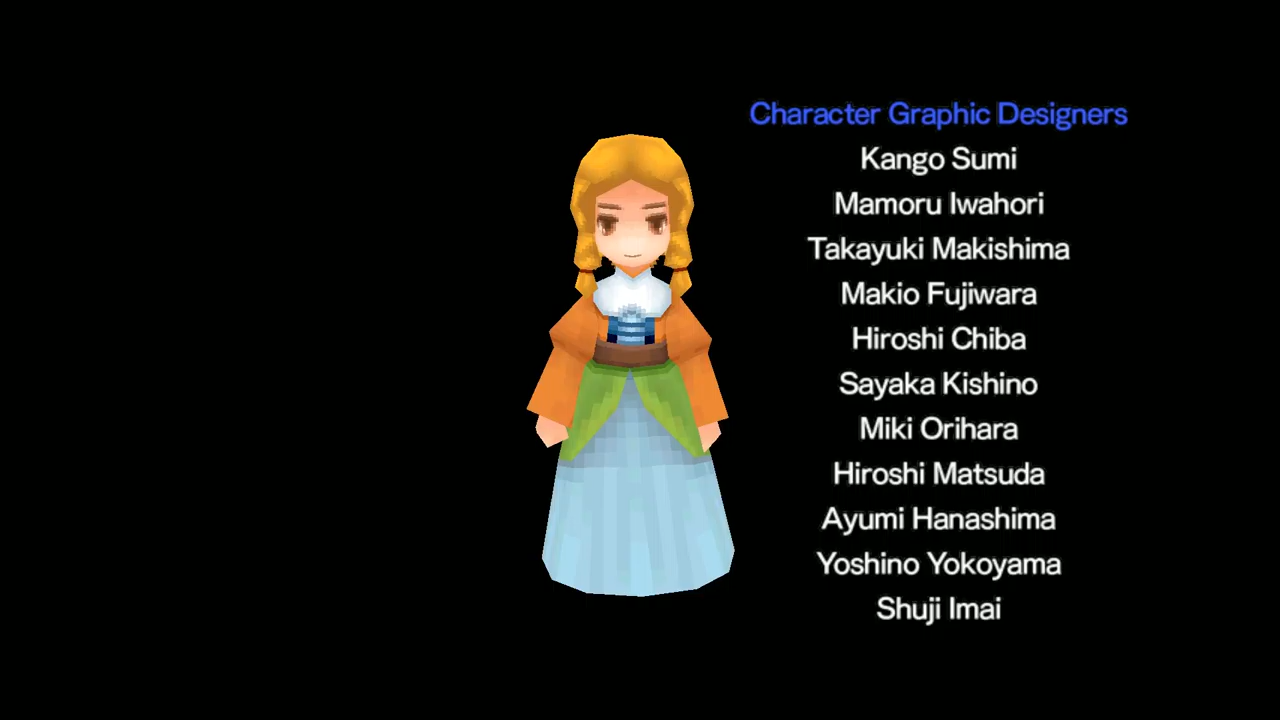 Character Graphic Designers
Kango Sumi
Mamoru Iwahori
Takayuki Makishima
Makio Fujiwara
Hiroshi Chiba
Sayaka Kishino
Miki Orihara
Hiroshi Matsuda
Ayumi Hanashima
Yoshino Yokoyama
Shuji Imai